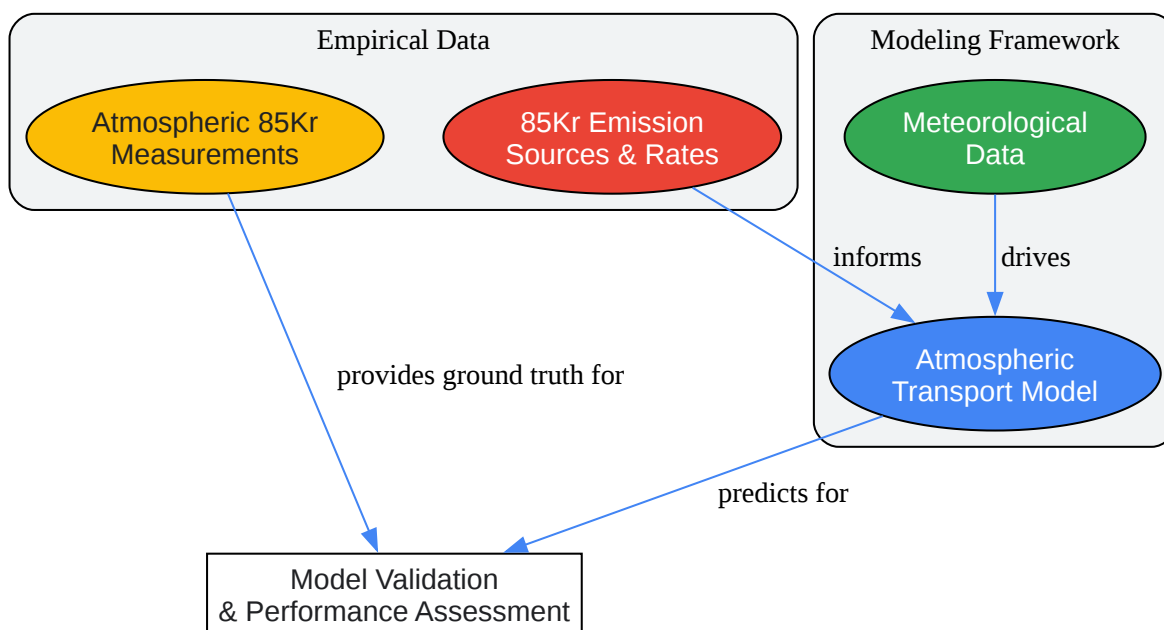 Empirical Data
Modeling Framework
Atmospheric 85Kr
Measurements
85Kr Emission
Sources & Rates
Meteorological
Data
informs
drives
Atmospheric
Transport Model
provides ground truth for
predicts for
Model Validation
& Performance Assessment